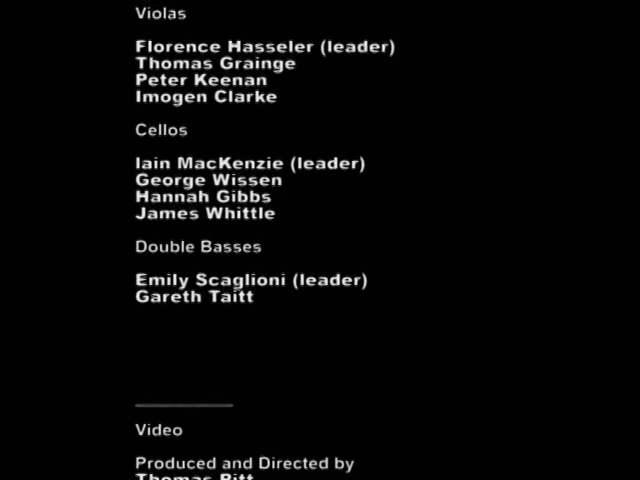 Violas
Florence Hasseler (leader)
Thomas Grainge
Peter Keenan
Imogen Clarke
Cellos
Iain MacKenzie (leader)
George Wissen
Hannah Gibbs
James Whittle
Double Basses
Emily Scaglioni (leader)
Gareth Taitt
Video
Produced and Directed by
Thomas